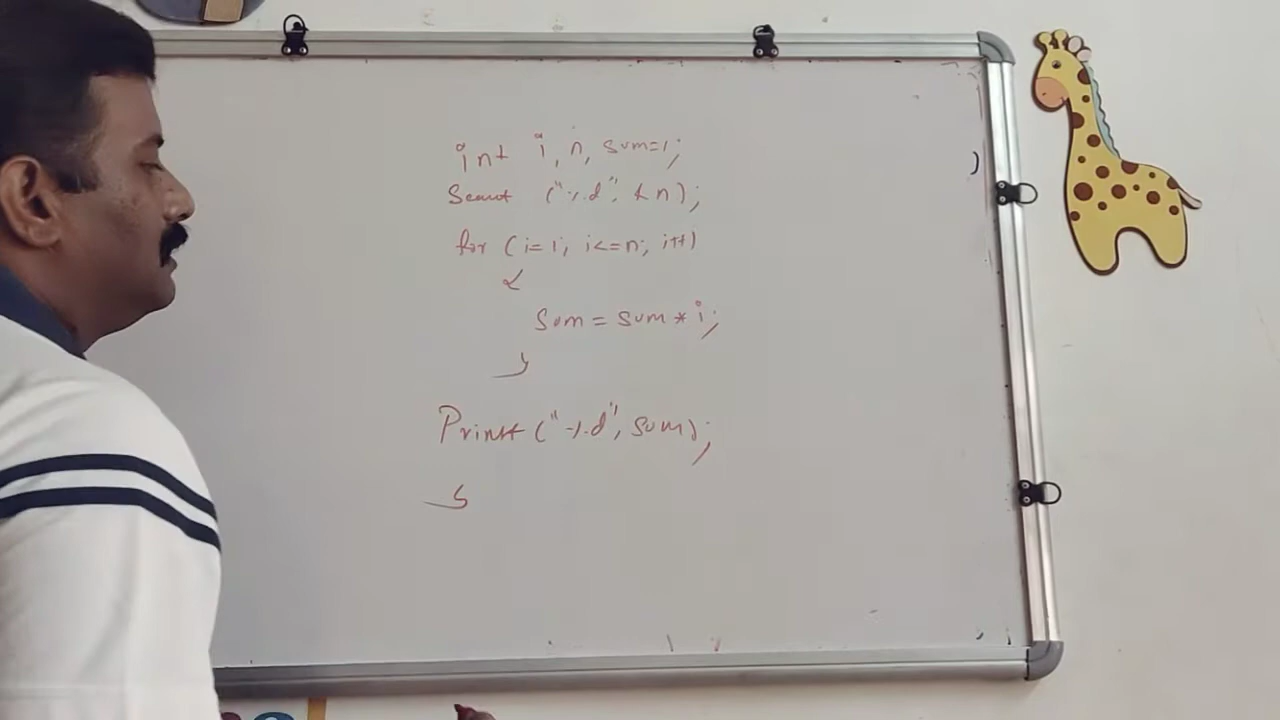 int i, n, sum=1;
Scanf ("%d", &n);
for (i=1; i<=n; i++)
{
Sum = sum * i;
}
Printf ("%d", sum);
}